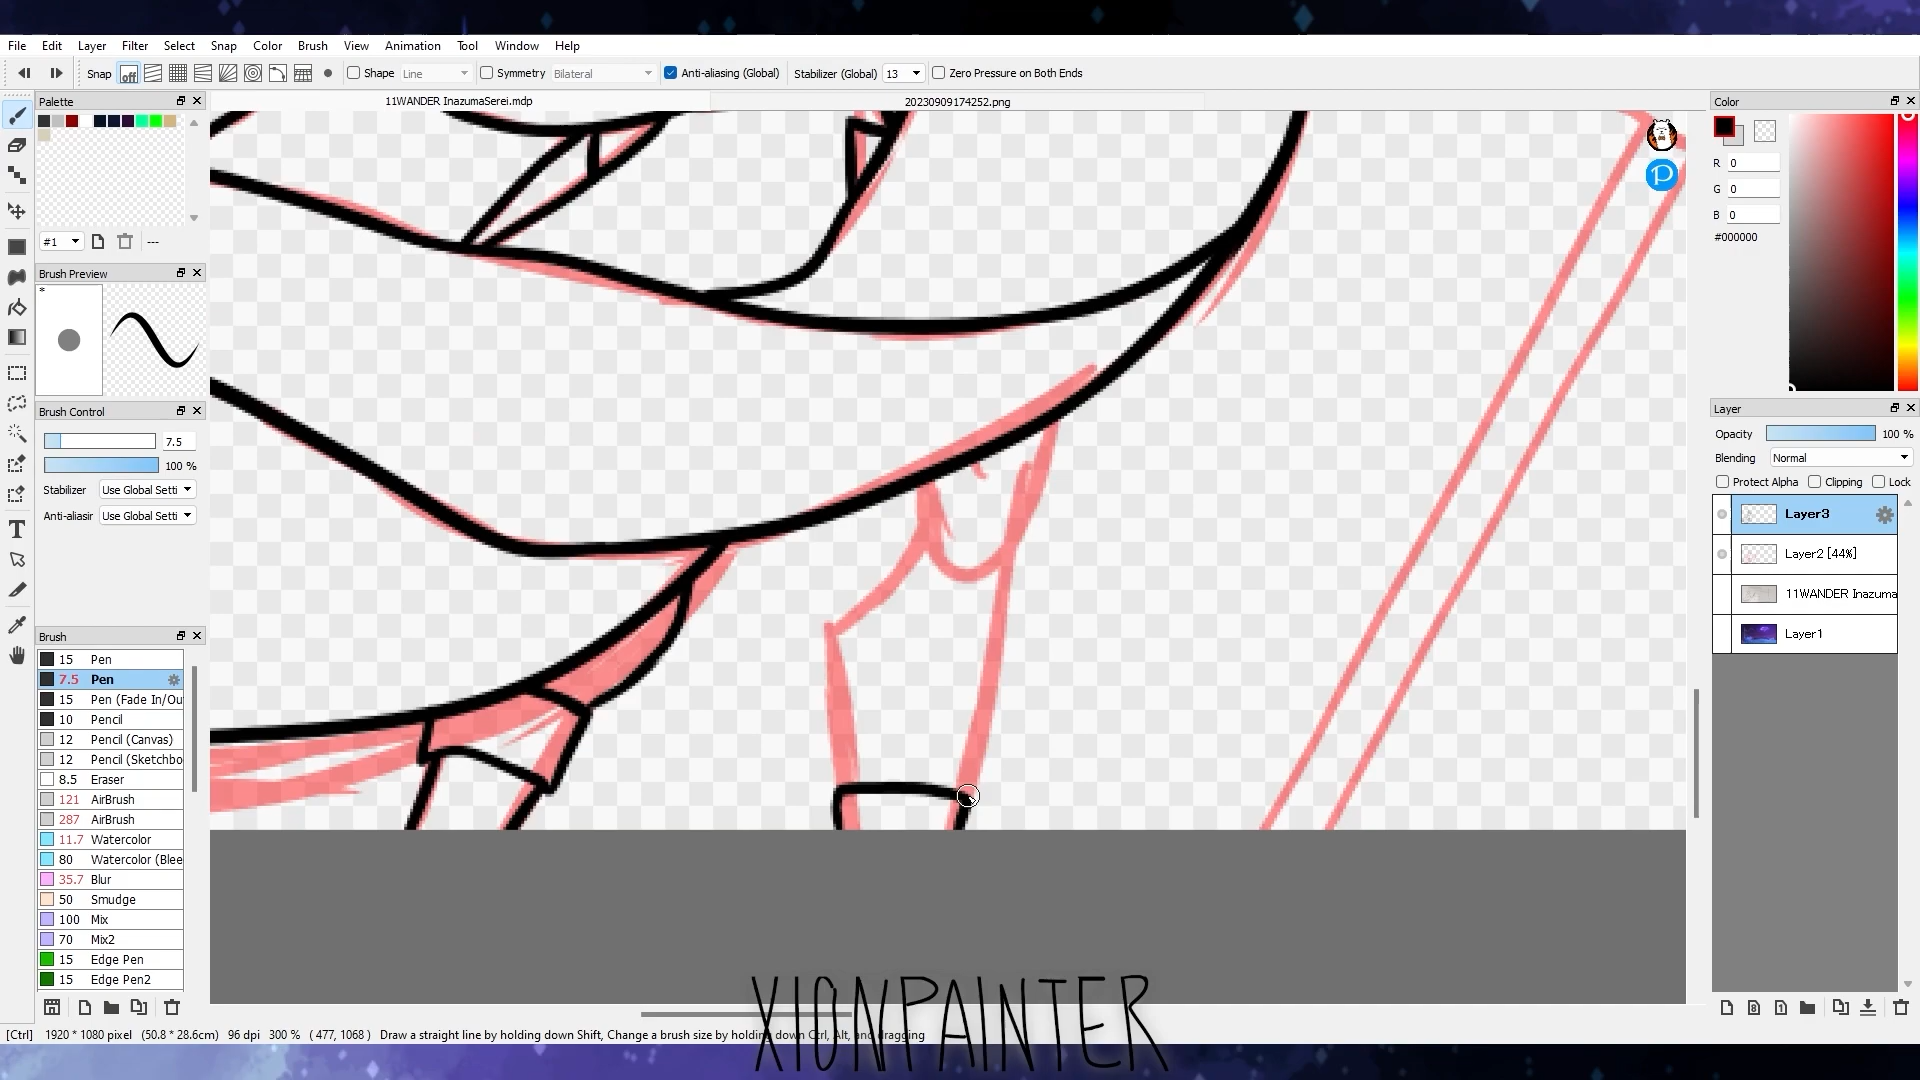 File Edit Layer Filter Select Snap Color Brush View Animation Tool Window Help
Snap off Shape Line Symmetry Bilateral Anti-aliasing (Global) Stabilizer (Global) 13 Zero Pressure on Both Ends
Palette
11WANDER InazumaSerei.mdp
20230909174252.png
#1
---
Brush Preview
*
Brush Control
7.5
100 %
Stabilizer Use Global Setti
Anti-aliasir Use Global Setti
Brush
15 Pen
7.5 Pen
15 Pen (Fade In/Ou
10 Pencil
12 Pencil (Canvas)
12 Pencil (Sketchbo
8.5 Eraser
121 AirBrush
287 AirBrush
11.7 Watercolor
80 Watercolor (Blee
35.7 Blur
50 Smudge
100 Mix
70 Mix2
15 Edge Pen
15 Edge Pen2
Color
R 0
G 0
B 0
#000000
Layer
Opacity 100 %
Blending Normal
Protect Alpha Clipping Lock
Layer3
Layer2 [44%]
11WANDER Inazuma
Layer1
[Ctrl] 1920 * 1080 pixel (50.8 * 28.6cm) 96 dpi 300 % ( 477, 1068 ) Draw a straight line by holding down Shift, Change a brush size by holding down Ctrl, Alt, and dragging
XIONPAINTER